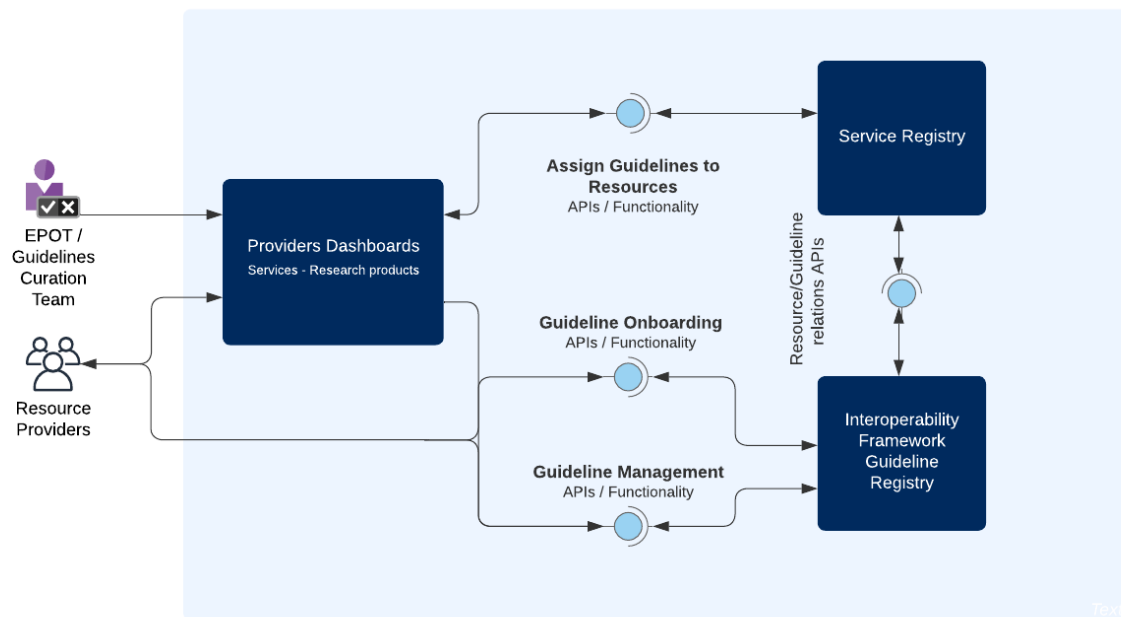 EPOT /
Guidelines
Curation
Team
Resource
Providers
Providers Dashboards
Services - Research products
Assign Guidelines to
Resources
APIs / Functionality
Guideline Onboarding
APIs / Functionality
Guideline Management
APIs / Functionality
Service Registry
Resource/Guideline
relations APIs
Interoperability
Framework
Guideline
Registry